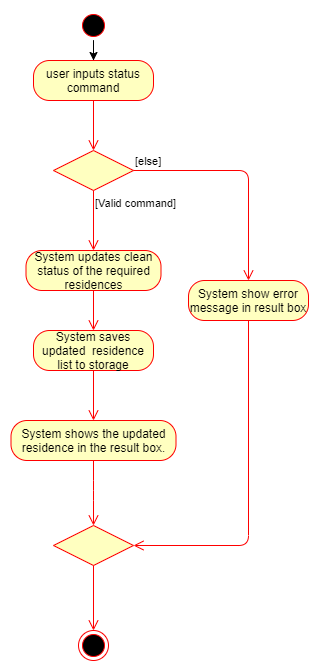 user inputs status
command
[else]
[Valid command]
System updates clean
status of the required
residences
System show error
message in result box
System saves
updated residence
list to storage
System shows the updated
residence in the result box.